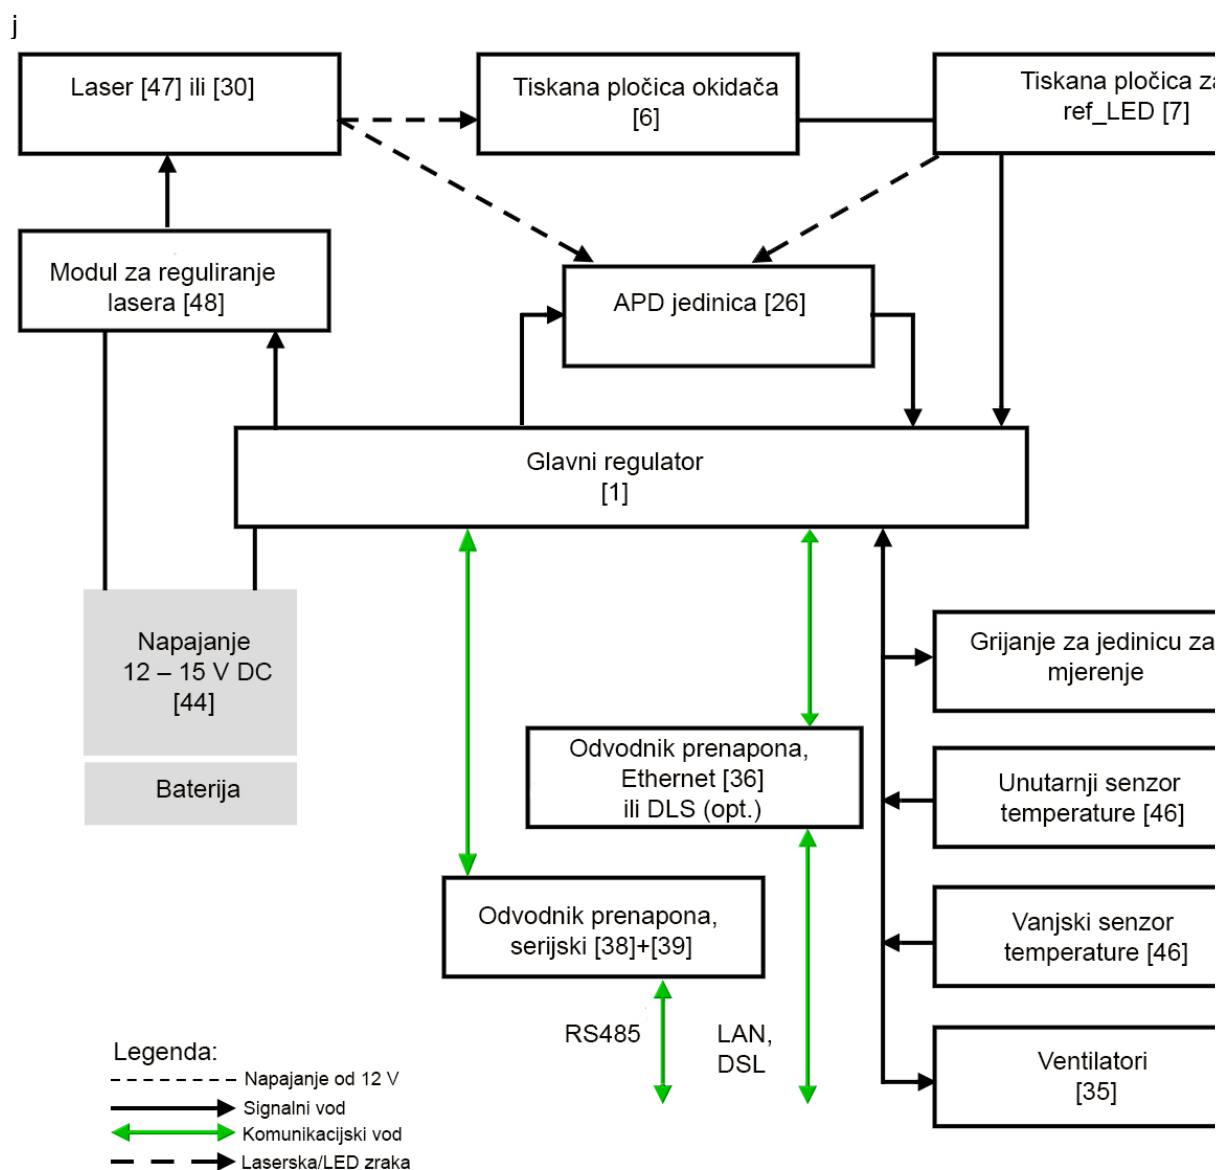 j
Laser [47] ili [30]
Tiskana pločica okidača
[6]
Tiskana pločica za
ref_LED [7]
Modul za reguliranje
lasera [48]
APD jedinica [26]
Glavni regulator
[1]
Napajanje
12 – 15 V DC
[44]
Baterija
Grijanje za jedinicu za
mjerenje
Odvodnik prenapona,
Ethernet [36]
ili DLS (opt.)
Unutarnji senzor
temperature [46]
Odvodnik prenapona,
serijski [38]+[39]
Vanjski senzor
temperature [46]
RS485
LAN,
DSL
Ventilatori
[35]
Legenda:
Napajanje od 12 V
Signalni vod
Komunikacijski vod
Laserska/LED zraka